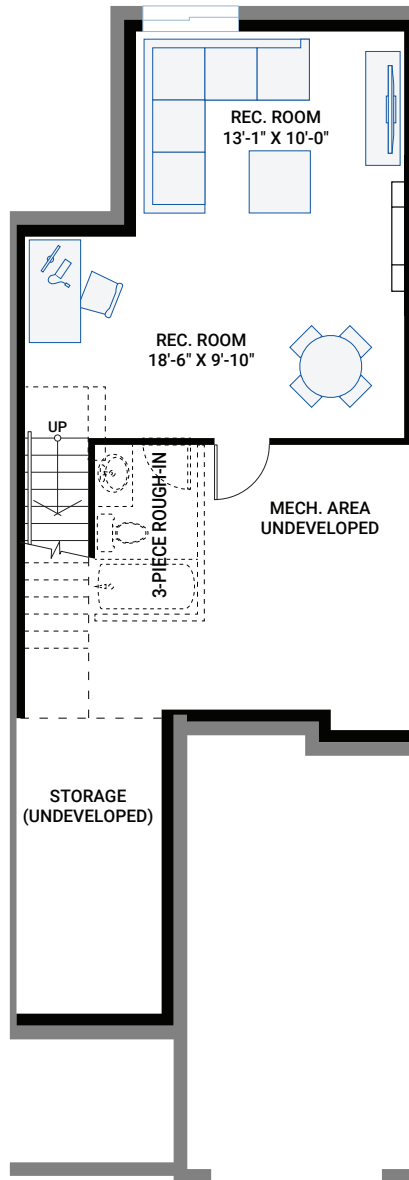 REC. ROOM
13'-1" X 10'-0"
REC. ROOM
18'-6" X 9'-10"
UP
3-PIECE ROUGH-IN
MECH. AREA
UNDEVELOPED
STORAGE
(UNDEVELOPED)